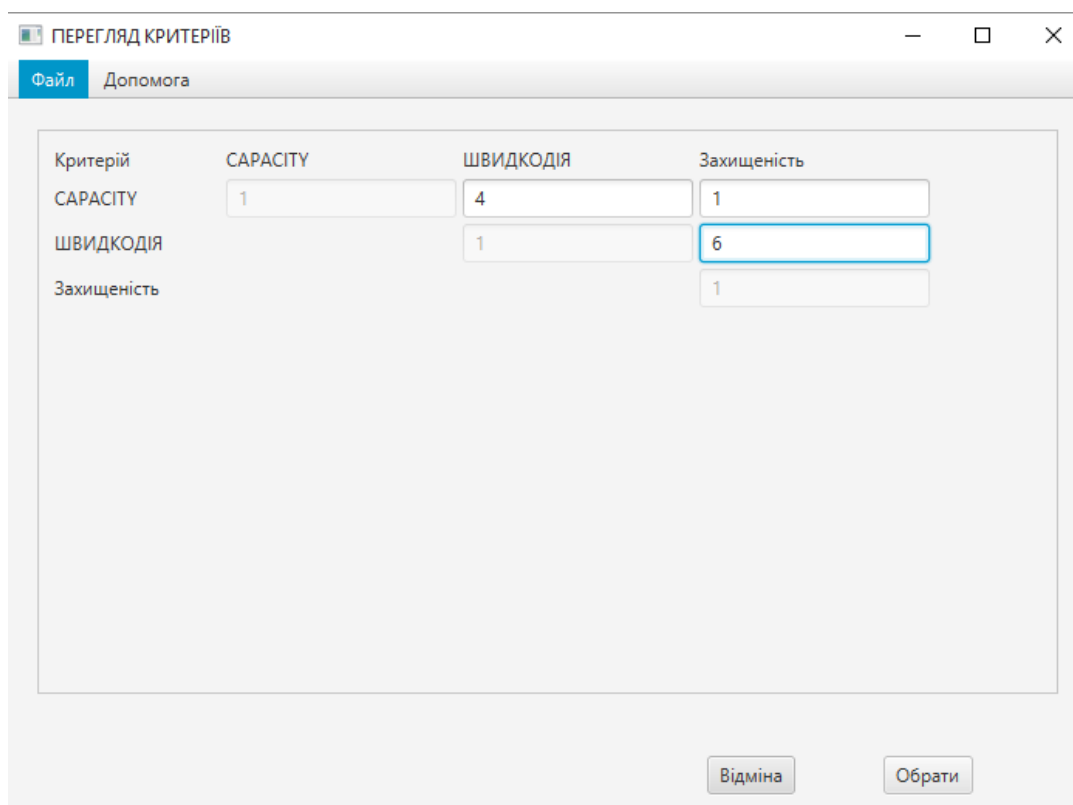 ПЕРЕГЛЯД КРИТЕРІЇВ
Файл Допомога
Критерій CAPACITY ШВИДКОДІЯ Захищеність
CAPACITY 1 4 1
ШВИДКОДІЯ 1 6
Захищеність 1
Відміна Обрати